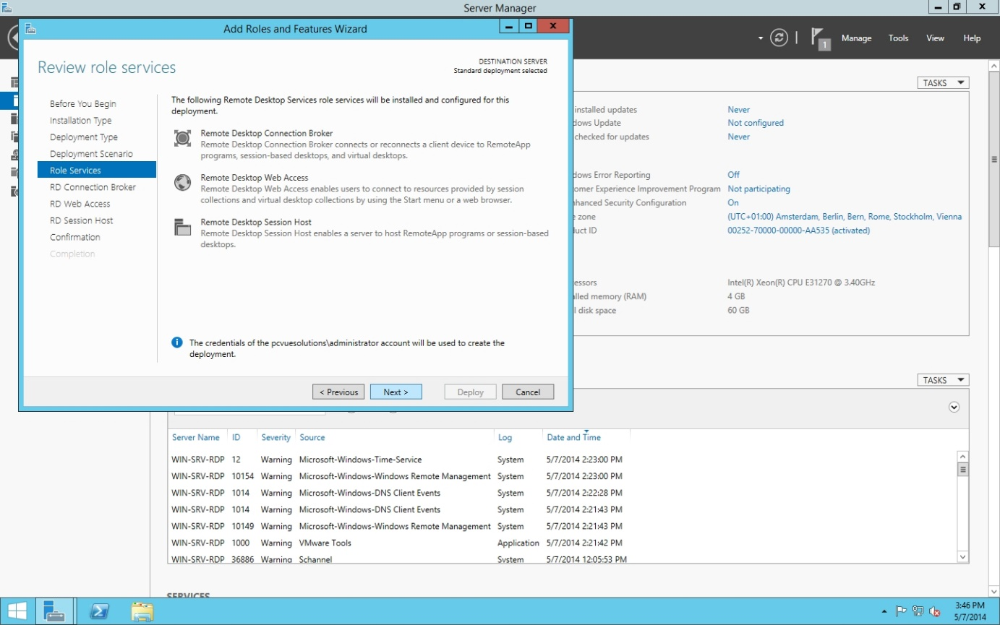 Server Manager
Add Roles and Features Wizard
1
Manage
Tools
View
Help
Review role services
DESTINATION SERVER
Standard deployment selected
Before You Begin
Installation Type
Deployment Type
Deployment Scenario
Role Services
RD Connection Broker
RD Web Access
RD Session Host
Confirmation
Completion
The following Remote Desktop Services role services will be installed and configured for this
deployment.
Remote Desktop Connection Broker
Remote Desktop Connection Broker connects or reconnects a client device to RemoteApp
programs, session-based desktops, and virtual desktops.
Remote Desktop Web Access
Remote Desktop Web Access enables users to connect to resources provided by session
collections and virtual desktop collections by using the Start menu or a web browser.
Remote Desktop Session Host
Remote Desktop Session Host enables a server to host RemoteApp programs or session-based
desktops.
The credentials of the pcvuesolutions\administrator account will be used to create the
deployment.
< Previous
Next >
Deploy
Cancel
TASKS
installed updates Never
dows Update Not configured
checked for updates Never
dows Error Reporting Off
omer Experience Improvement Program Not participating
nhanced Security Configuration On
zone (UTC+01:00) Amsterdam, Berlin, Bern, Rome, Stockholm, Vienna
uct ID 00252-70000-00000-AA535 (activated)
essors Intel(R) Xeon(R) CPU E31270 @ 3.40GHz
lled memory (RAM) 4 GB
l disk space 60 GB
TASKS
Server Name ID Severity Source Log Date and Time
WIN-SRV-RDP 12 Warning Microsoft-Windows-Time-Service System 5/7/2014 2:23:00 PM
WIN-SRV-RDP 10154 Warning Microsoft-Windows-Windows Remote Management System 5/7/2014 2:23:00 PM
WIN-SRV-RDP 1014 Warning Microsoft-Windows-DNS Client Events System 5/7/2014 2:22:28 PM
WIN-SRV-RDP 1014 Warning Microsoft-Windows-DNS Client Events System 5/7/2014 2:21:43 PM
WIN-SRV-RDP 10149 Warning Microsoft-Windows-Windows Remote Management System 5/7/2014 2:21:43 PM
WIN-SRV-RDP 1000 Warning VMware Tools Application 5/7/2014 2:21:42 PM
WIN-SRV-RDP 36886 Warning Schannel System 5/7/2014 12:05:53 PM
SERVICES
3:46 PM
5/7/2014